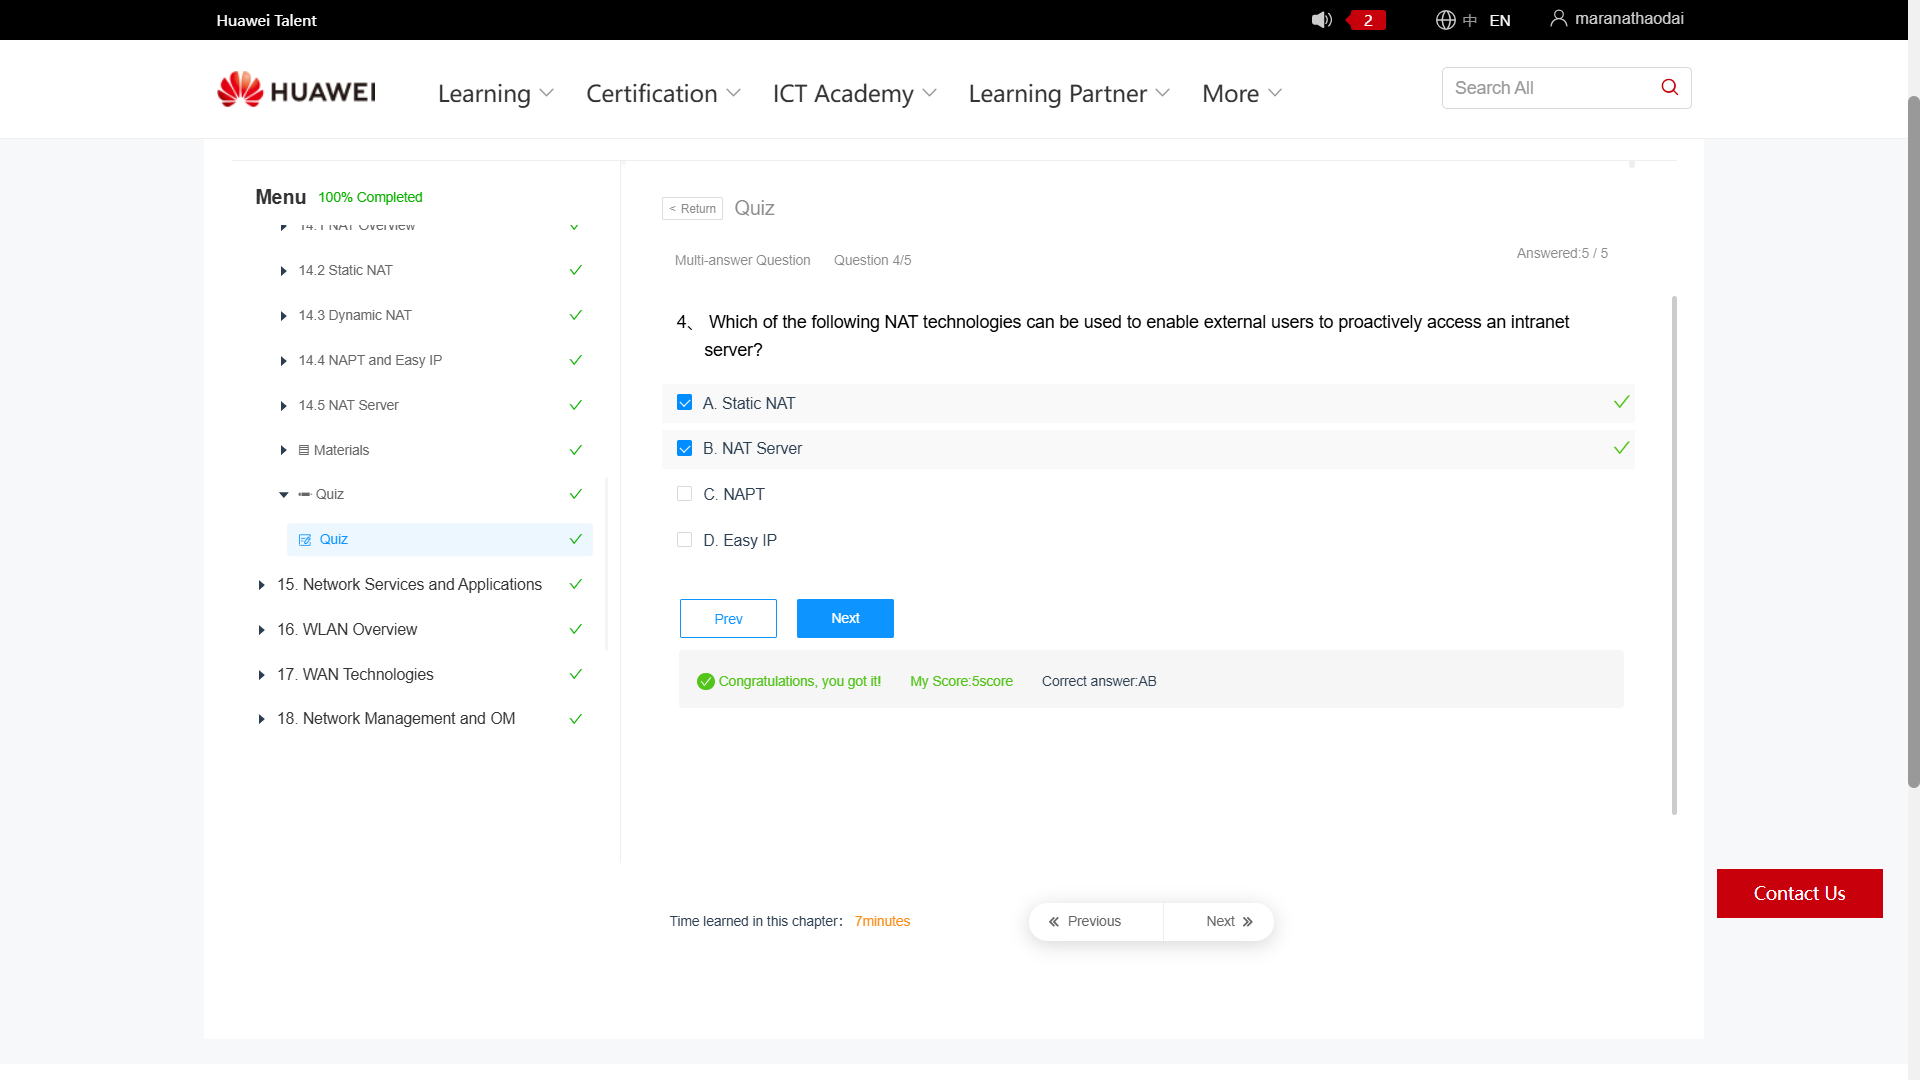 Huawei Talent
2
中 EN
maranathaodai
HUAWEI
Learning
Certification
ICT Academy
Learning Partner
More
Search All
Menu 100% Completed
14.1 NAT Overview
14.2 Static NAT
14.3 Dynamic NAT
14.4 NAPT and Easy IP
14.5 NAT Server
Materials
Quiz
Quiz
15. Network Services and Applications
16. WLAN Overview
17. WAN Technologies
18. Network Management and OM
< Return Quiz
Multi-answer Question Question 4/5
Answered:5 / 5
4、 Which of the following NAT technologies can be used to enable external users to proactively access an intranet
server?
A. Static NAT
B. NAT Server
C. NAPT
D. Easy IP
Prev Next
Congratulations, you got it! My Score:5score Correct answer:AB
Time learned in this chapter： 7minutes
« Previous
Next »
Contact Us